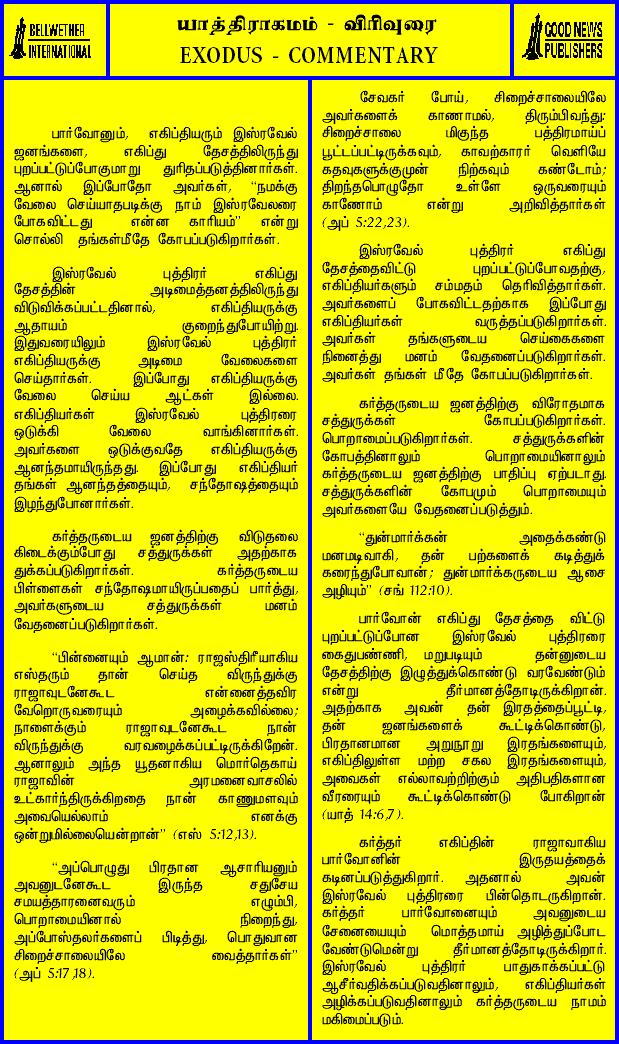 BELLWETHER
INTERNATIONAL
யாத்திராகமம் - விரிவுரை
EXODUS - COMMENTARY
GOOD NEWS
PUBLISHERS
பார்வோனும், எகிப்தியரும் இஸ்ரவேல்
ஜனங்களை, எகிப்து தேசத்திலிருந்து
புறப்பட்டுப்போகுமாறு துரிதப்படுத்தினார்கள்.
ஆனால் இப்போதோ அவர்கள், “நமக்கு
வேலை செய்யாதபடிக்கு நாம் இஸ்ரவேலரை
போகவிட்டது என்ன காரியம்” என்று
சொல்லி தங்கள்மீதே கோபப்படுகிறார்கள்.
இஸ்ரவேல் புத்திரர் எகிப்து
தேசத்தின் அடிமைத்தனத்திலிருந்து
விடுவிக்கப்பட்டதினால், எகிப்தியருக்கு
ஆதாயம் குறைந்துபோயிற்று.
இதுவரையிலும் இஸ்ரவேல் புத்திரர்
எகிப்தியருக்கு அடிமை வேலைகளை
செய்தார்கள். இப்போது எகிப்தியருக்கு
வேலை செய்ய ஆட்கள் இல்லை.
எகிப்தியர்கள் இஸ்ரவேல் புத்திரரை
ஒடுக்கி வேலை வாங்கினார்கள்.
அவர்களை ஒடுக்குவதே எகிப்தியருக்கு
ஆனந்தமாயிருந்தது. இப்போது எகிப்தியர்
தங்கள் ஆனந்தத்தையும், சந்தோஷத்தையும்
இழந்துபோனார்கள்.
கர்த்தருடைய ஜனத்திற்கு விடுதலை
கிடைக்கும்போது சத்துருக்கள் அதற்காக
துக்கப்படுகிறார்கள். கர்த்தருடைய
பிள்ளைகள் சந்தோஷமாயிருப்பதைப் பார்த்து,
அவர்களுடைய சத்துருக்கள் மனம்
வேதனைப்படுகிறார்கள்.
“பின்னையும் ஆமான்: ராஜஸ்திரீயாகிய
எஸ்தரும் தான் செய்த விருந்துக்கு
ராஜாவுடனேகூட என்னைத்தவிர
வேறொருவரையும் அழைக்கவில்லை;
நாளைக்கும் ராஜாவுடனேகூட நான்
விருந்துக்கு வரவழைக்கப்பட்டிருக்கிறேன்.
ஆனாலும் அந்த யூதனாகிய மொர்தெகாய்
ராஜாவின் அரமனைவாசலில்
உட்கார்ந்திருக்கிறதை நான் காணுமளவும்
அவையெல்லாம் எனக்கு
ஒன்றுமில்லையென்றான்” (எஸ் 5:12,13).
“அப்பொழுது பிரதான ஆசாரியனும்
அவனுடனேகூட இருந்த சதுசேய
சமயத்தாரனைவரும் எழும்பி,
பொறாமையினால் நிறைந்து,
அப்போஸ்தலர்களைப் பிடித்து, பொதுவான
சிறைச்சாலையிலே வைத்தார்கள்”
(அப் 5:17,18).
சேவகர் போய், சிறைச்சாலையிலே
அவர்களைக் காணாமல், திரும்பிவந்து:
சிறைச்சாலை மிகுந்த பத்திரமாய்ப்
பூட்டப்பட்டிருக்கவும், காவற்காரர் வெளியே
கதவுகளுக்குமுன் நிற்கவும் கண்டோம்;
திறந்தபொழுதோ உள்ளே ஒருவரையும்
காணோம் என்று அறிவித்தார்கள்
(அப் 5:22,23).
இஸ்ரவேல் புத்திரர் எகிப்து
தேசத்தைவிட்டு புறப்பட்டுப்போவதற்கு,
எகிப்தியர்களும் சம்மதம் தெரிவித்தார்கள்.
அவர்களைப் போகவிட்டதற்காக இப்போது
எகிப்தியர்கள் வருத்தப்படுகிறார்கள்.
அவர்கள் தங்களுடைய செய்கைகளை
நினைத்து மனம் வேதனைப்படுகிறார்கள்.
அவர்கள் தங்கள் மீதே கோபப்படுகிறார்கள்.
கர்த்தருடைய ஜனத்திற்கு விரோதமாக
சத்துருக்கள் கோபப்படுகிறார்கள்.
பொறாமைப்படுகிறார்கள். சத்துருக்களின்
கோபத்தினாலும் பொறாமையினாலும்
கர்த்தருடைய ஜனத்திற்கு பாதிப்பு ஏற்படாது.
சத்துருக்களின் கோபமும் பொறாமையும்
அவர்களையே வேதனைப்படுத்தும்.
“துன்மார்க்கன் அதைக்கண்டு
மனமடிவாகி, தன் பற்களைக் கடித்துக்
கரைந்துபோவான்; துன்மார்க்கருடைய ஆசை
அழியும்” (சங் 112:10).
பார்வோன் எகிப்து தேசத்தை விட்டு
புறப்பட்டுப்போன இஸ்ரவேல் புத்திரரை
கைதுபண்ணி, மறுபடியும் தன்னுடைய
தேசத்திற்கு இழுத்துக்கொண்டு வரவேண்டும்
என்று தீர்மானத்தோடிருக்கிறான்.
அதற்காக அவன் தன் இரதத்தைப்பூட்டி,
தன் ஜனங்களைக் கூட்டிக்கொண்டு,
பிரதானமான அறுநூறு இரதங்களையும்,
எகிப்திலுள்ள மற்ற சகல இரதங்களையும்,
அவைகள் எல்லாவற்றிற்கும் அதிபதிகளான
வீரரையும் கூட்டிக்கொண்டு போகிறான்
(யாத் 14:6,7).
கர்த்தர் எகிப்தின் ராஜாவாகிய
பார்வோனின் இருதயத்தைக்
கடினப்படுத்துகிறார். அதனால் அவன்
இஸ்ரவேல் புத்திரரை பின்தொடருகிறான்.
கர்த்தர் பார்வோனையும் அவனுடைய
சேனையையும் மொத்தமாய் அழித்துப்போட
வேண்டுமென்று தீர்மானத்தோடிருக்கிறார்.
இஸ்ரவேல் புத்திரர் பாதுகாக்கப்பட்டு
ஆசீர்வதிக்கப்படுவதினாலும், எகிப்தியர்கள்
அழிக்கப்படுவதினாலும் கர்த்தருடைய நாமம்
மகிமைப்படும்.